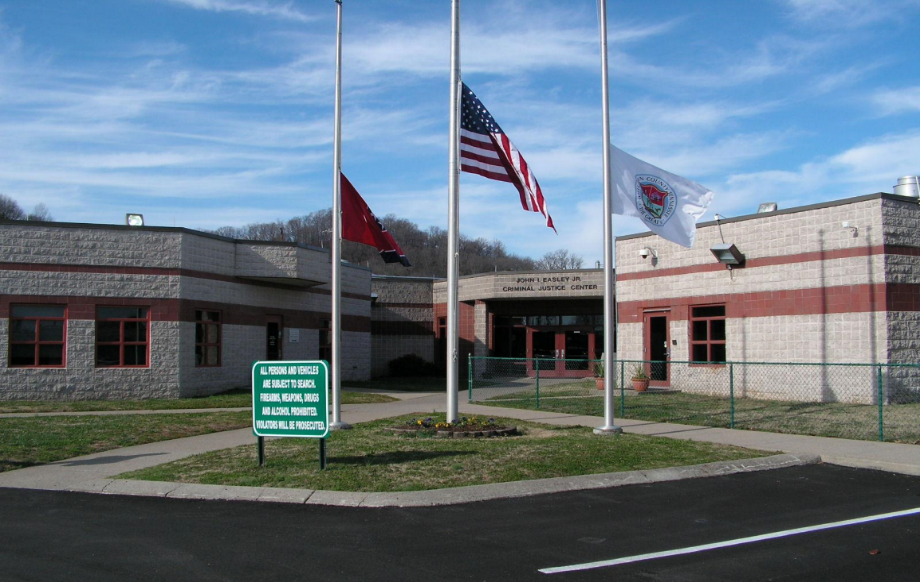 JOHN I. EASLEY JR.
CRIMINAL JUSTICE CENTER
ALL PERSONS AND VEHICLES
ARE SUBJECT TO SEARCH.
FIREARMS, WEAPONS, DRUGS
AND ALCOHOL PROHIBITED.
VIOLATORS WILL BE PROSECUTED.
COUNTY